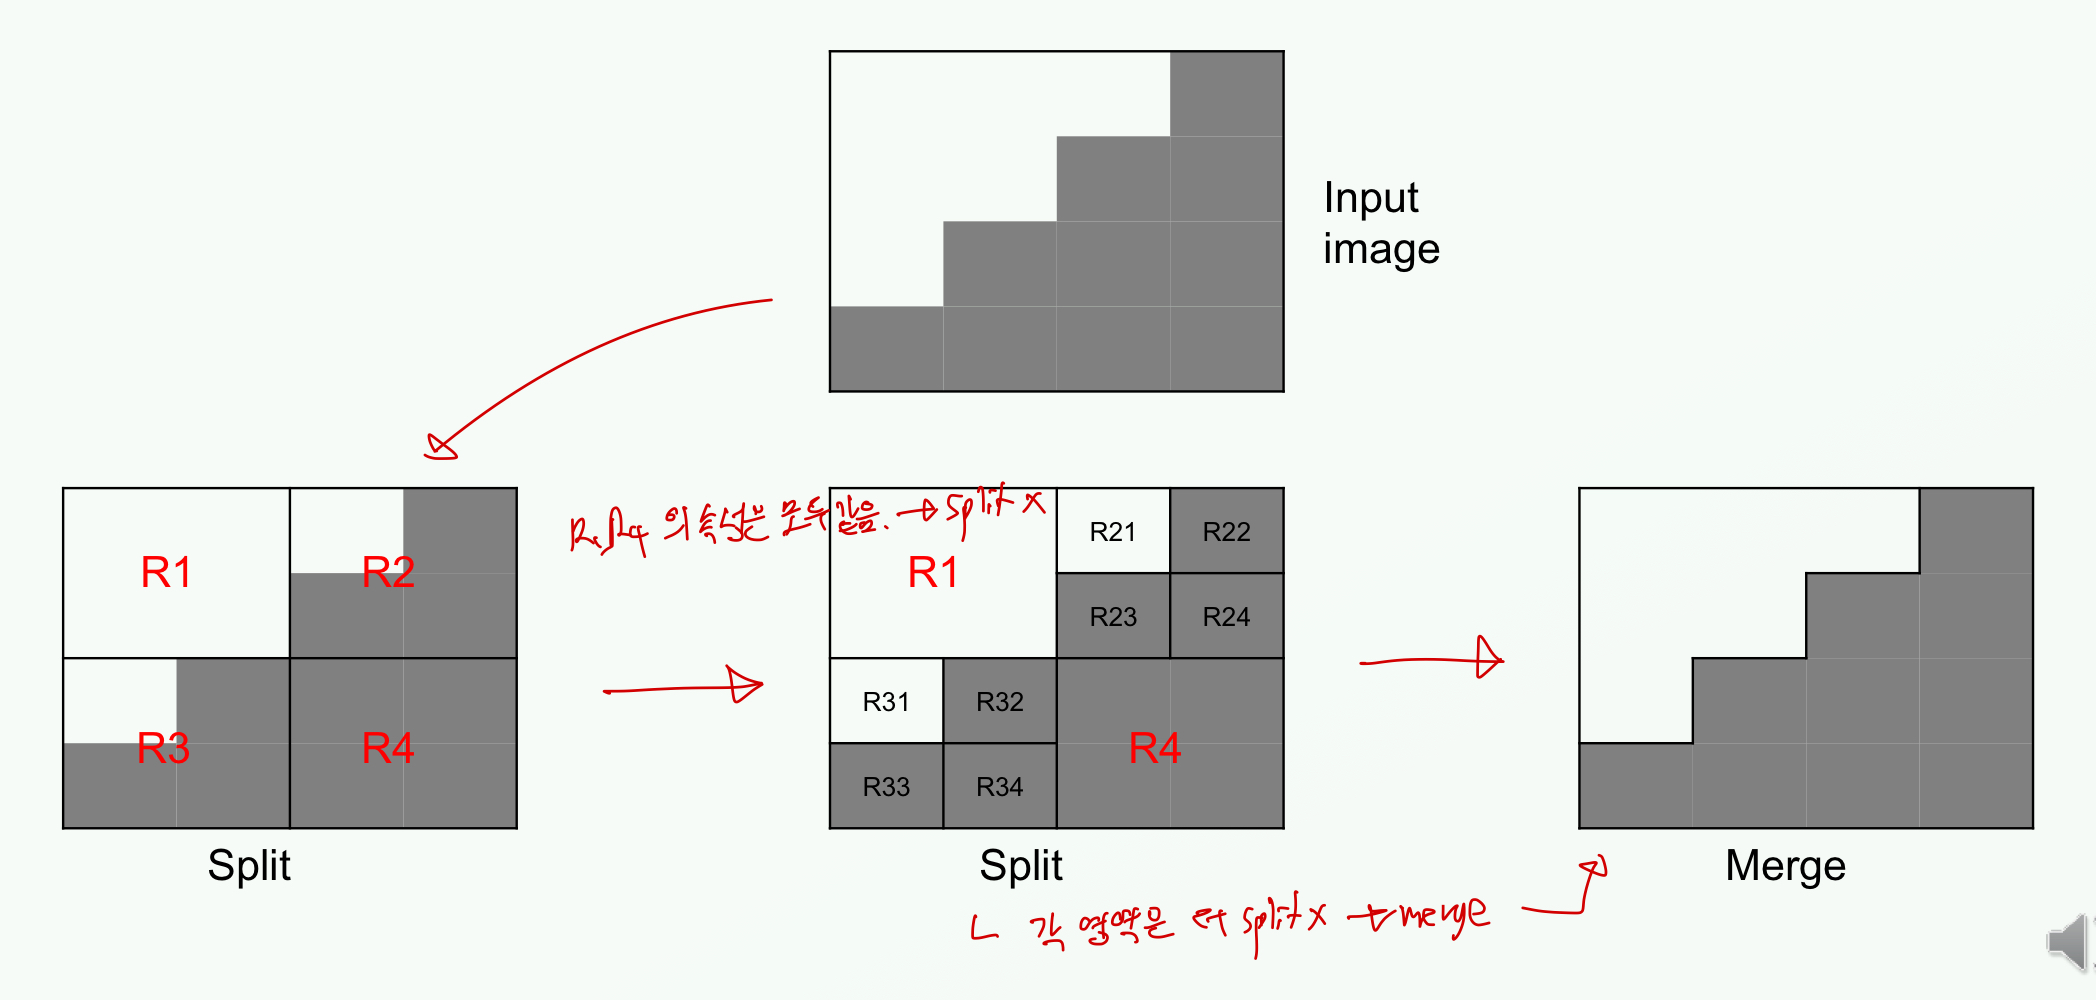 Input
image
R1
R2
R3
R4
Split
R1,R4 의 속성은 모두 같음. → split x
R1
R21
R22
R23
R24
R31
R32
R33
R34
R4
Split
ㄴ 각 영역은 더 split x → merge
Merge